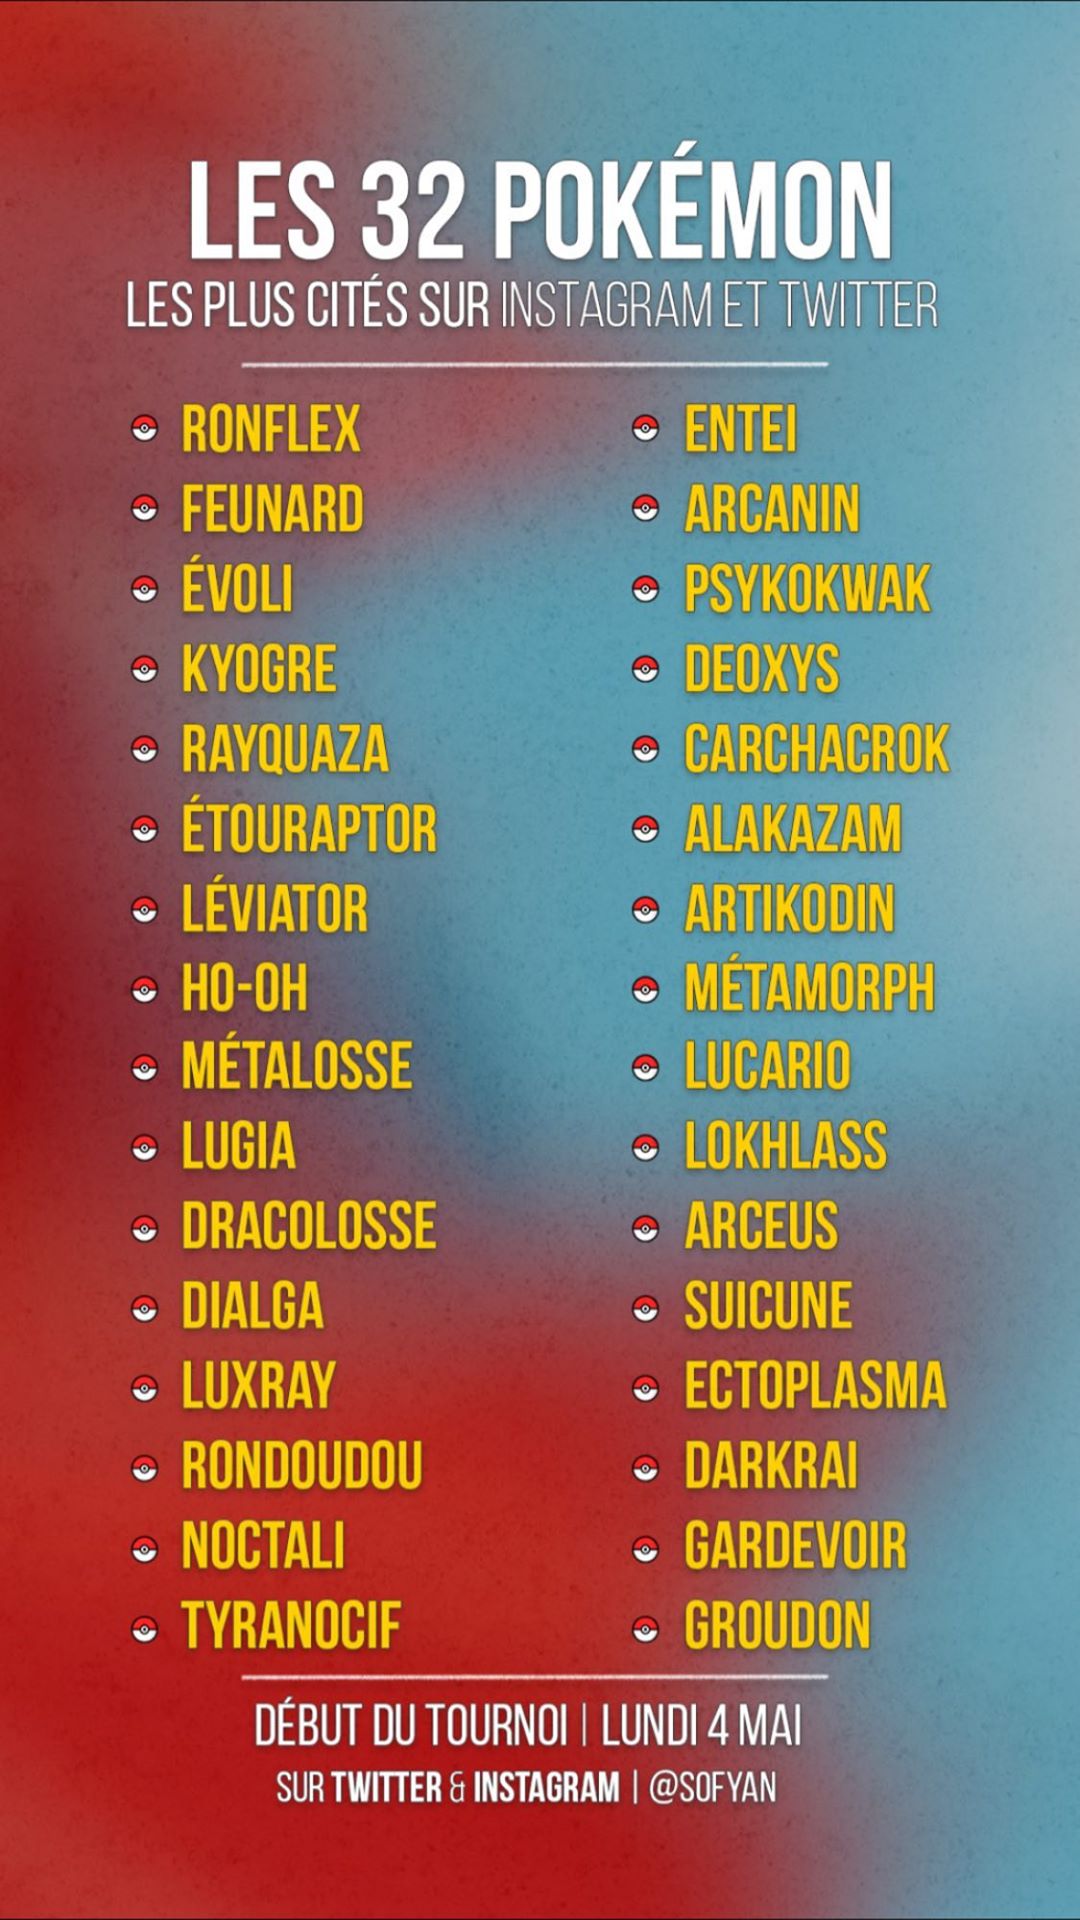 LES 32 POKÉMON
LES PLUS CITÉS SUR INSTAGRAM ET TWITTER
RONFLEX
FEUNARD
ÉVOLI
KYOGRE
RAYQUAZA
ÉTOURAPTOR
LÉVIATOR
HO-OH
MÉTALOSSE
LUGIA
DRACOLOSSE
DIALGA
LUXRAY
RONDOUDOU
NOCTALI
TYRANOCIF
ENTEI
ARCANIN
PSYKOKWAK
DEOXYS
CARCHACROK
ALAKAZAM
ARTIKODIN
MÉTAMORPH
LUCARIO
LOKHLASS
ARCEUS
SUICUNE
ECTOPLASMA
DARKRAI
GARDEVOIR
GROUDON
DÉBUT DU TOURNOI | LUNDI 4 MAI
SUR TWITTER & INSTAGRAM | @SOFYAN